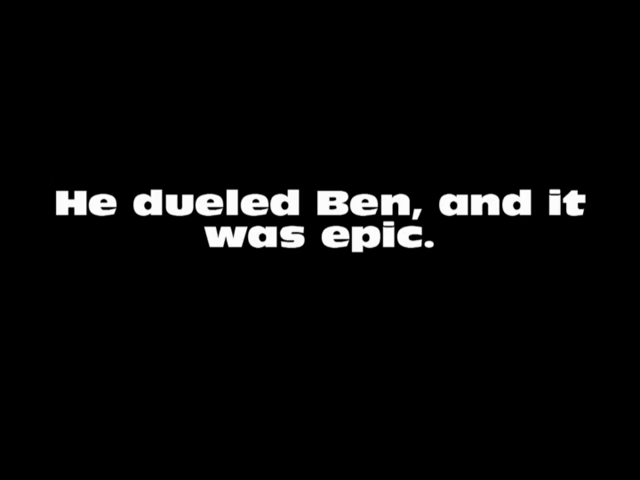 He dueled Ben, and it
was epic.